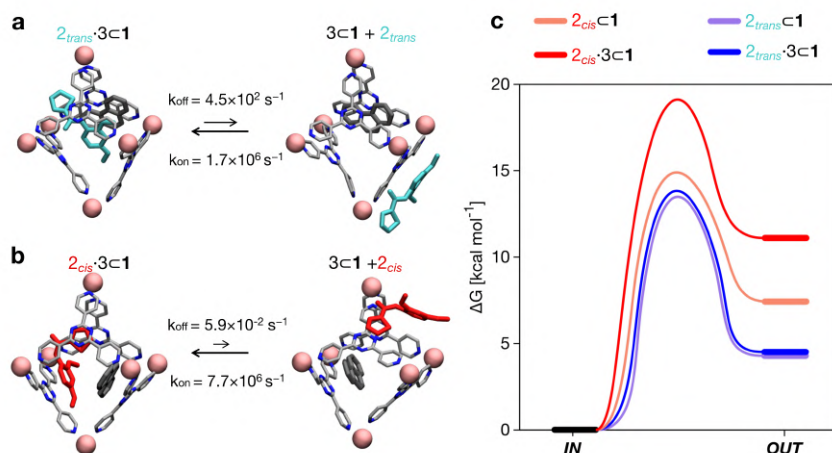 a
2trans·3⊂1
3⊂1 + 2trans
koff = 4.5×10² s⁻¹
kon = 1.7×10⁶ s⁻¹
b
2cis·3⊂1
3⊂1 +2cis
koff = 5.9×10⁻² s⁻¹
kon = 7.7×10⁶ s⁻¹
c
2cis⊂1
2trans⊂1
2cis·3⊂1
2trans·3⊂1
20
15
10
5
0
ΔG [kcal mol⁻¹]
IN
OUT